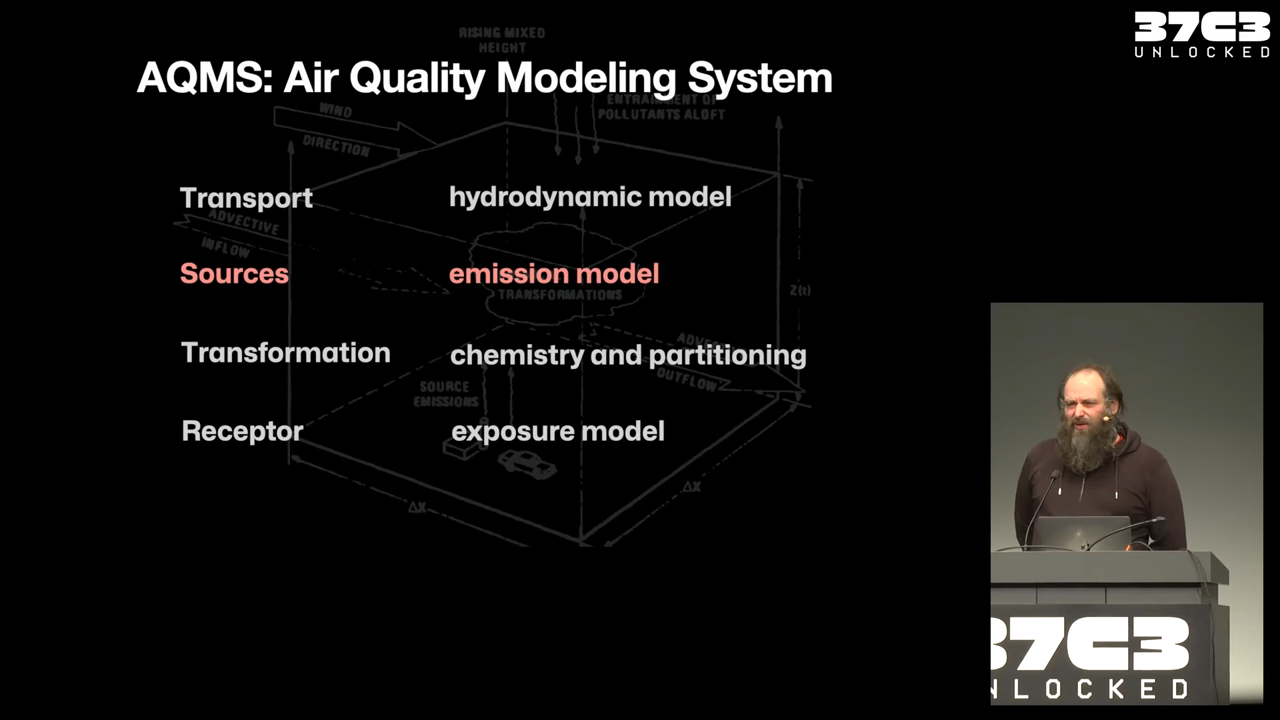 37C3
UNLOCKED
RISING MIXED
HEIGHT
AQMS: Air Quality Modeling System
ENTRAINMENT OF
POLLUTANTS ALOFT
WIND
DIRECTION
Transport
hydrodynamic model
ADVECTIVE
INFLOW
Sources
emission model
TRANSFORMATIONS
Z(t)
Transformation
chemistry and partitioning
OUTFLOW
SOURCE
EMISSIONS
Receptor
exposure model
ΔX
ΔX
37C3
UNLOCKED